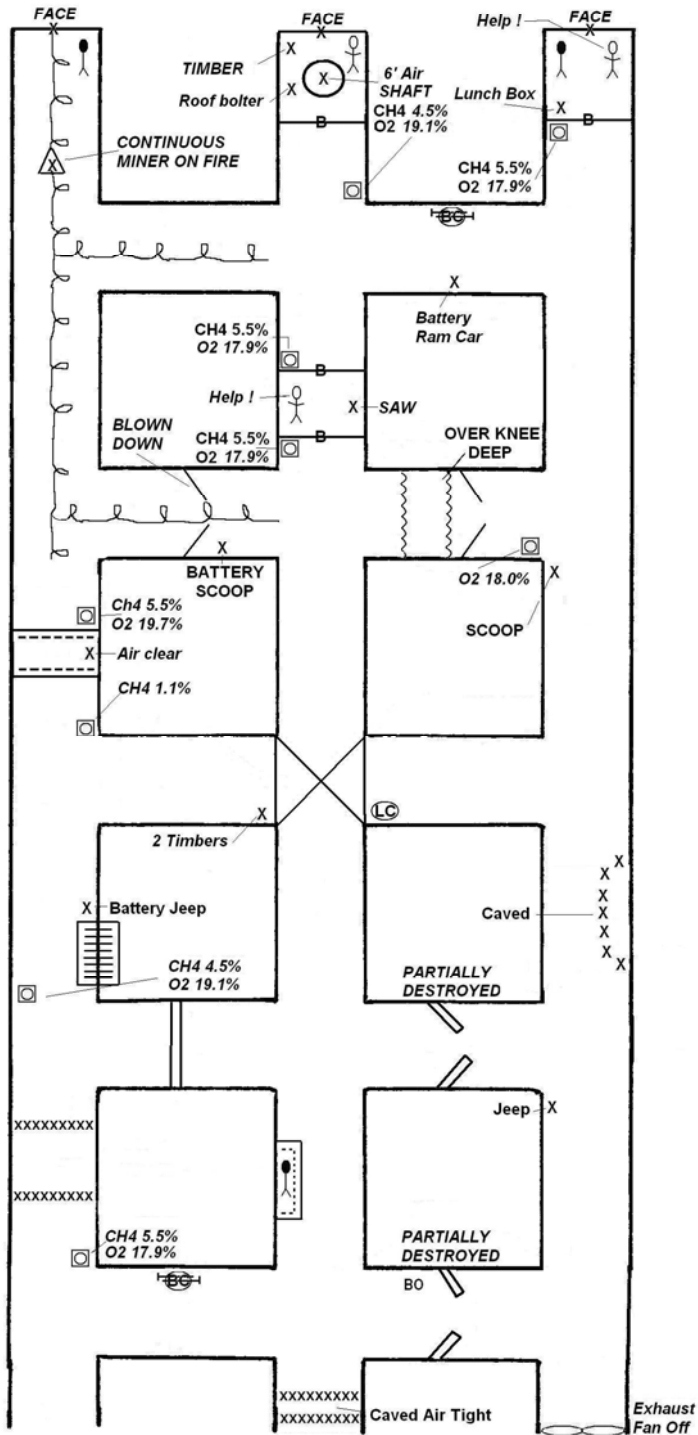 FACE
FACE
FACE
Help !
TIMBER
X
X
Roof bolter
X
X
6' Air
SHAFT
CH4 4.5%
O2 19.1%
Lunch Box
X
B
B
CONTINUOUS
MINER ON FIRE
X
CH4 5.5%
O2 17.9%
BC
X
Battery
Ram Car
CH4 5.5%
O2 17.9%
B
Help !
X
SAW
BLOWN
DOWN
CH4 5.5%
O2 17.9%
B
OVER KNEE
DEEP
X
BATTERY
SCOOP
O2 18.0%
X
SCOOP
Ch4 5.5%
O2 19.7%
X
Air clear
CH4 1.1%
LC
X
2 Timbers
X
Battery Jeep
Caved
X
X
X
X
X
X
X
CH4 4.5%
O2 19.1%
PARTIALLY
DESTROYED
Jeep
X
XXXXXXXXX
XXXXXXXXX
CH4 5.5%
O2 17.9%
PARTIALLY
DESTROYED
BC
BO
XXXXXXXXX
XXXXXXXXX
Caved Air Tight
Exhaust
Fan Off